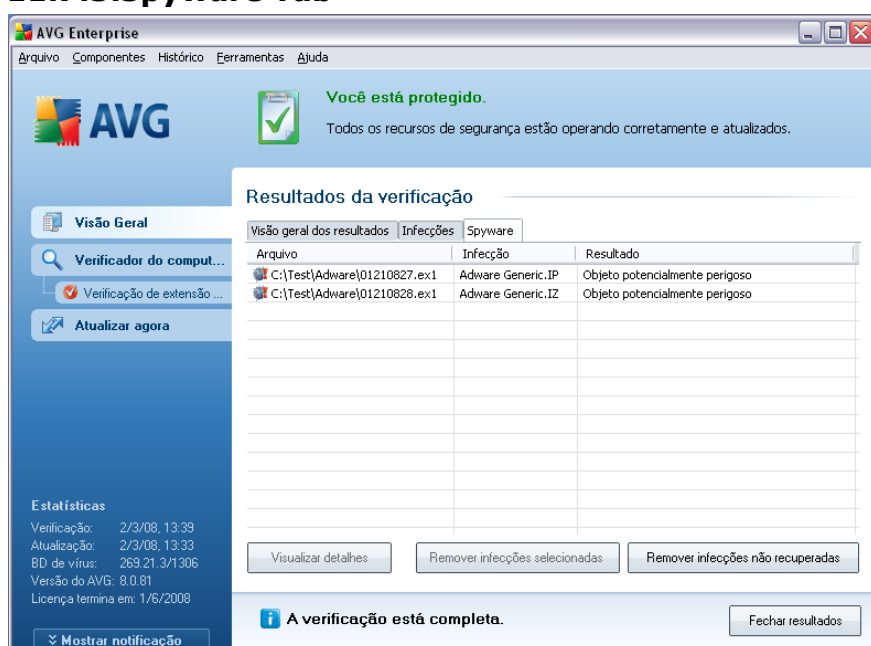 AVG Enterprise
Arquivo Componentes Histórico Ferramentas Ajuda
AVG
Você está protegido.
Todos os recursos de segurança estão operando corretamente e atualizados.
Visão Geral
Verificador do comput...
Verificação de extensão ...
Atualizar agora
Resultados da verificação
Visão geral dos resultados Infecções Spyware
Arquivo Infecção Resultado
C:\Test\Adware\01210827.ex1 Adware Generic.IP Objeto potencialmente perigoso
C:\Test\Adware\01210828.ex1 Adware Generic.IZ Objeto potencialmente perigoso
Visualizar detalhes Remover infecções selecionadas Remover infecções não recuperadas
Estatísticas
Verificação: 2/3/08, 13:39
Atualização: 2/3/08, 13:33
BD de vírus: 269.21.3/1306
Versão do AVG: 8.0.81
Licença termina em: 1/6/2008
Mostrar notificação
A verificação está completa.
Fechar resultados